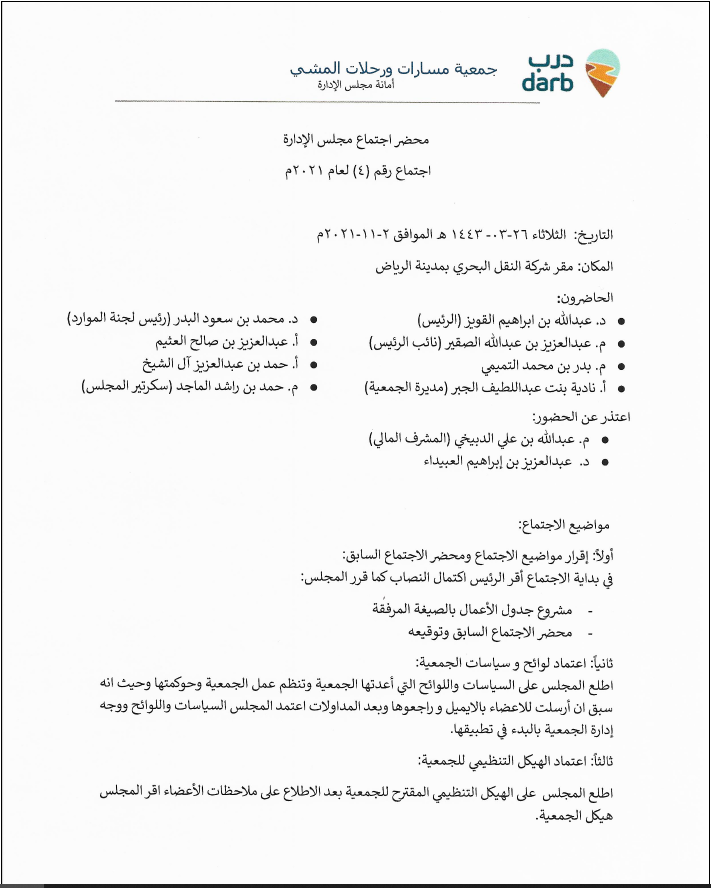 درب
darb
جمعية مسارات ورحلات المشي
أمانة مجلس الإدارة
محضر اجتماع مجلس الإدارة
اجتماع رقم (٤) لعام ٢٠٢١م
التاريخ: الثلاثاء ٢٦-٠٣- ١٤٤٣ هـ الموافق ٢-١١-٢٠٢١م
المكان: مقر شركة النقل البحري بمدينة الرياض
الحاضرون:
● د. عبدالله بن ابراهيم القويز (الرئيس)
● م. عبدالعزيز بن عبدالله الصقير (نائب الرئيس)
● م. بدر بن محمد التميمي
● أ. نادية بنت عبداللطيف الجبر (مديرة الجمعية)
● د. محمد بن سعود البدر (رئيس لجنة الموارد)
● أ. عبدالعزيز بن صالح العثيم
● أ. حمد بن عبدالعزيز آل الشيخ
● م. حمد بن راشد الماجد (سكرتير المجلس)
اعتذر عن الحضور:
● م. عبدالله بن علي الدبيخي (المشرف المالي)
● د. عبدالعزيز بن إبراهيم العبيداء
مواضيع الاجتماع:
أولاً: إقرار مواضيع الاجتماع ومحضر الاجتماع السابق:
في بداية الاجتماع أقر الرئيس اكتمال النصاب كما قرر المجلس:
- مشروع جدول الأعمال بالصيغة المرفقة
- محضر الاجتماع السابق وتوقيعه
ثانياً: اعتماد لوائح و سياسات الجمعية:
اطلع المجلس على السياسات واللوائح التي أعدتها الجمعية وتنظم عمل الجمعية وحوكمتها وحيث انه
سبق ان أرسلت للاعضاء بالايميل و راجعوها وبعد المداولات اعتمد المجلس السياسات واللوائح ووجه
إدارة الجمعية بالبدء في تطبيقها.
ثالثاً: اعتماد الهيكل التنظيمي للجمعية:
اطلع المجلس على الهيكل التنظيمي المقترح للجمعية بعد الاطلاع على ملاحظات الأعضاء اقر المجلس
هيكل الجمعية.